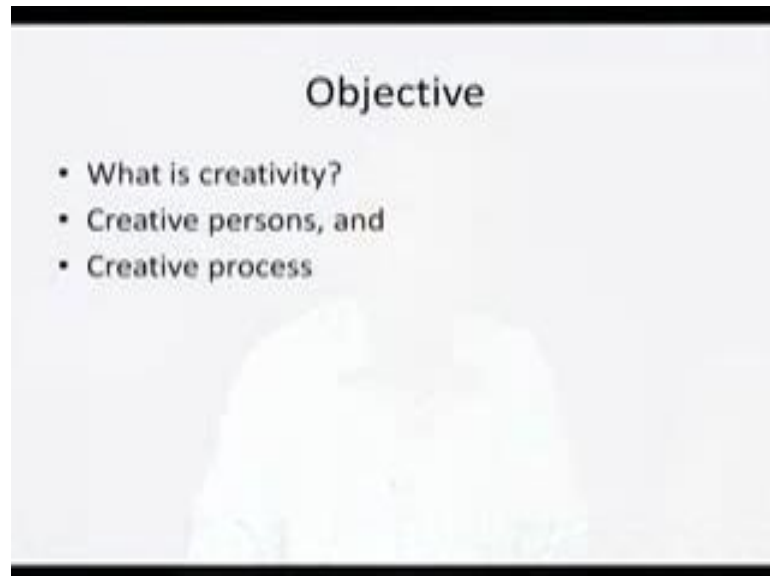 Objective
• What is creativity?
• Creative persons, and
• Creative process